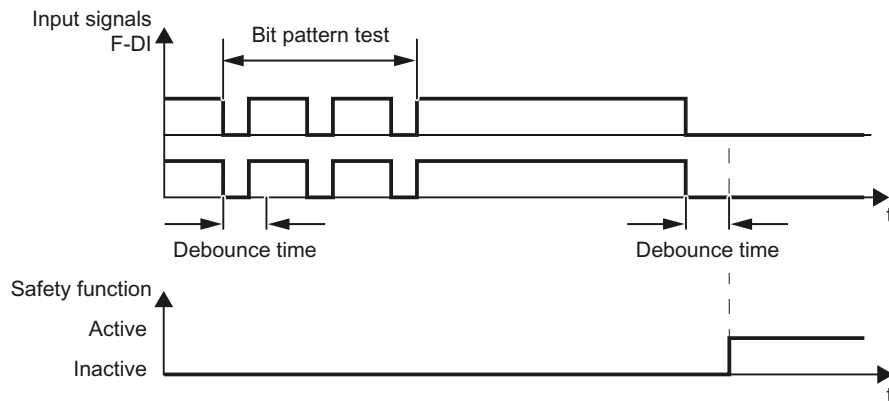 Input signals
F-DI
Bit pattern test
t
Debounce time
Debounce time
Safety function
Active
Inactive
t